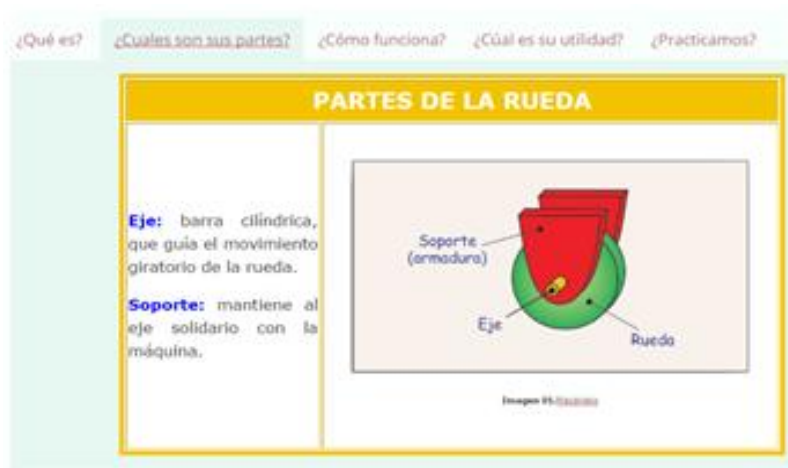 ¿Qué es? ¿Cuales son sus partes? ¿Cómo funciona? ¿Cúal es su utilidad? ¿Practicamos?
PARTES DE LA RUEDA
Eje: barra cilíndrica,
que guía el movimiento
giratorio de la rueda.
Soporte: mantiene al
eje solidario con la
máquina.
Soporte
(armadura)
Eje
Rueda